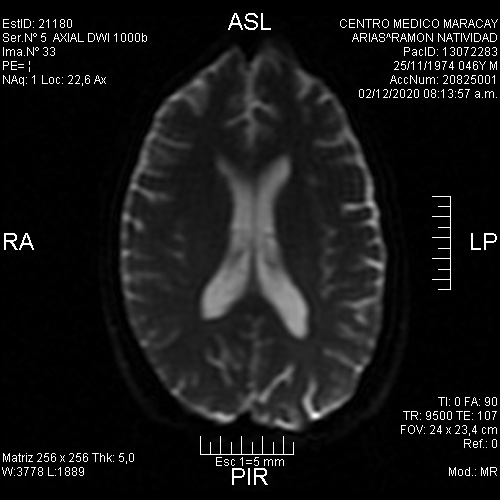 EstID: 21180
Ser.Nº 5 AXIAL DWI 1000b
Ima.Nº 33
PE= ¦
NAq: 1 Loc: 22,6 Ax
ASL
CENTRO MEDICO MARACAY
ARIAS^RAMON NATIVIDAD
PacID: 13072283
25/11/1974 046Y M
AccNum: 20825001
02/12/2020 08:13:57 a.m.
RA
LP
Matriz 256 x 256 Thk: 5,0
W:3778 L:1889
Esc 1=5 mm
PIR
TI: 0 FA: 90
TR: 9500 TE: 107
FOV: 24 x 23,4 cm
Ref.: 0
Mod.: MR